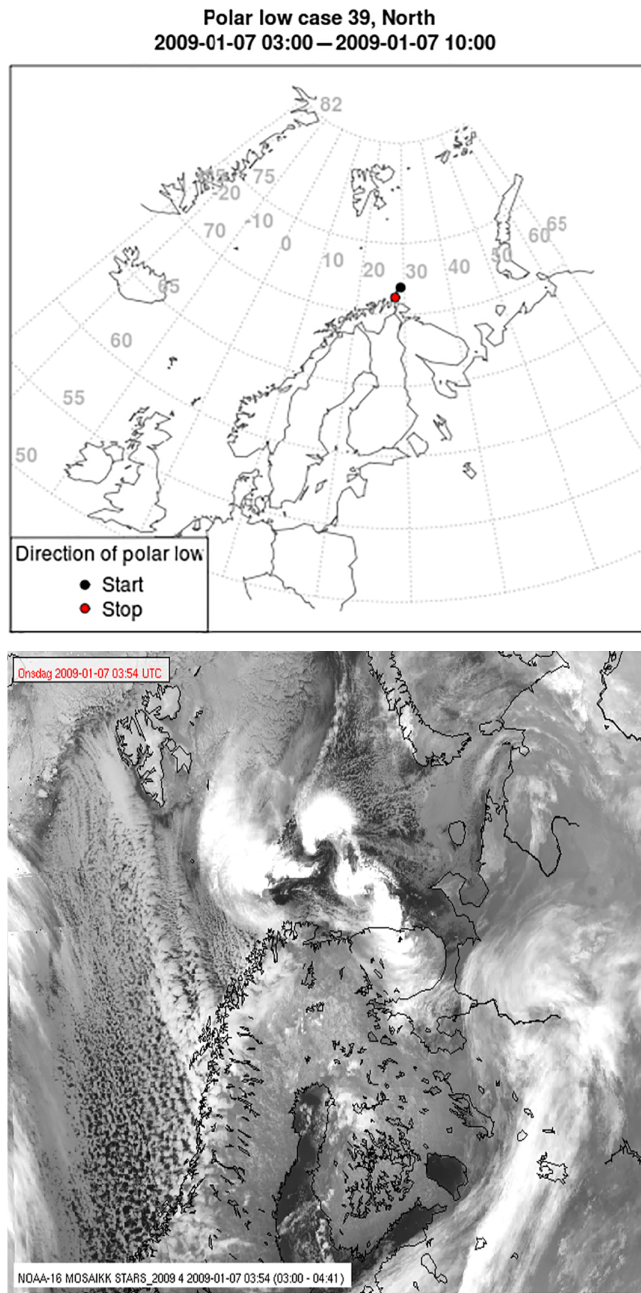 Polar low case 39, North
2009-01-07 03:00 — 2009-01-07 10:00
82
75
-20
-10
70
0
10
20
30
40
50
60
65
65
60
55
50
Direction of polar low
Start
Stop
Onsdag 2009-01-07 03:54 UTC
NOAA-16 MOSAIKK STARS_2009 4 2009-01-07 03:54 (03:00 - 04:41)